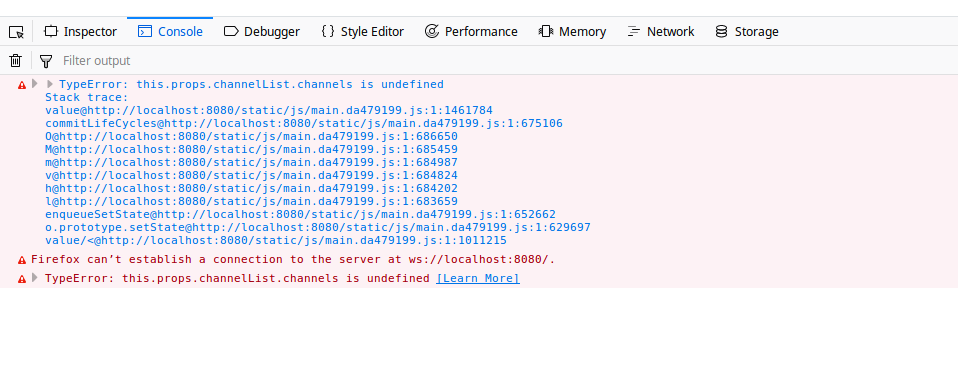 Inspector Console Debugger Style Editor Performance Memory Network Storage
Filter output
TypeError: this.props.channelList.channels is undefined
Stack trace:
value@http://localhost:8080/static/js/main.da479199.js:1:1461784
commitLifeCycles@http://localhost:8080/static/js/main.da479199.js:1:675106
O@http://localhost:8080/static/js/main.da479199.js:1:686650
M@http://localhost:8080/static/js/main.da479199.js:1:685459
m@http://localhost:8080/static/js/main.da479199.js:1:684987
v@http://localhost:8080/static/js/main.da479199.js:1:684824
h@http://localhost:8080/static/js/main.da479199.js:1:684202
l@http://localhost:8080/static/js/main.da479199.js:1:683659
enqueueSetState@http://localhost:8080/static/js/main.da479199.js:1:652662
o.prototype.setState@http://localhost:8080/static/js/main.da479199.js:1:629697
value/<@http://localhost:8080/static/js/main.da479199.js:1:1011215
Firefox can’t establish a connection to the server at ws://localhost:8080/.
TypeError: this.props.channelList.channels is undefined [Learn More]